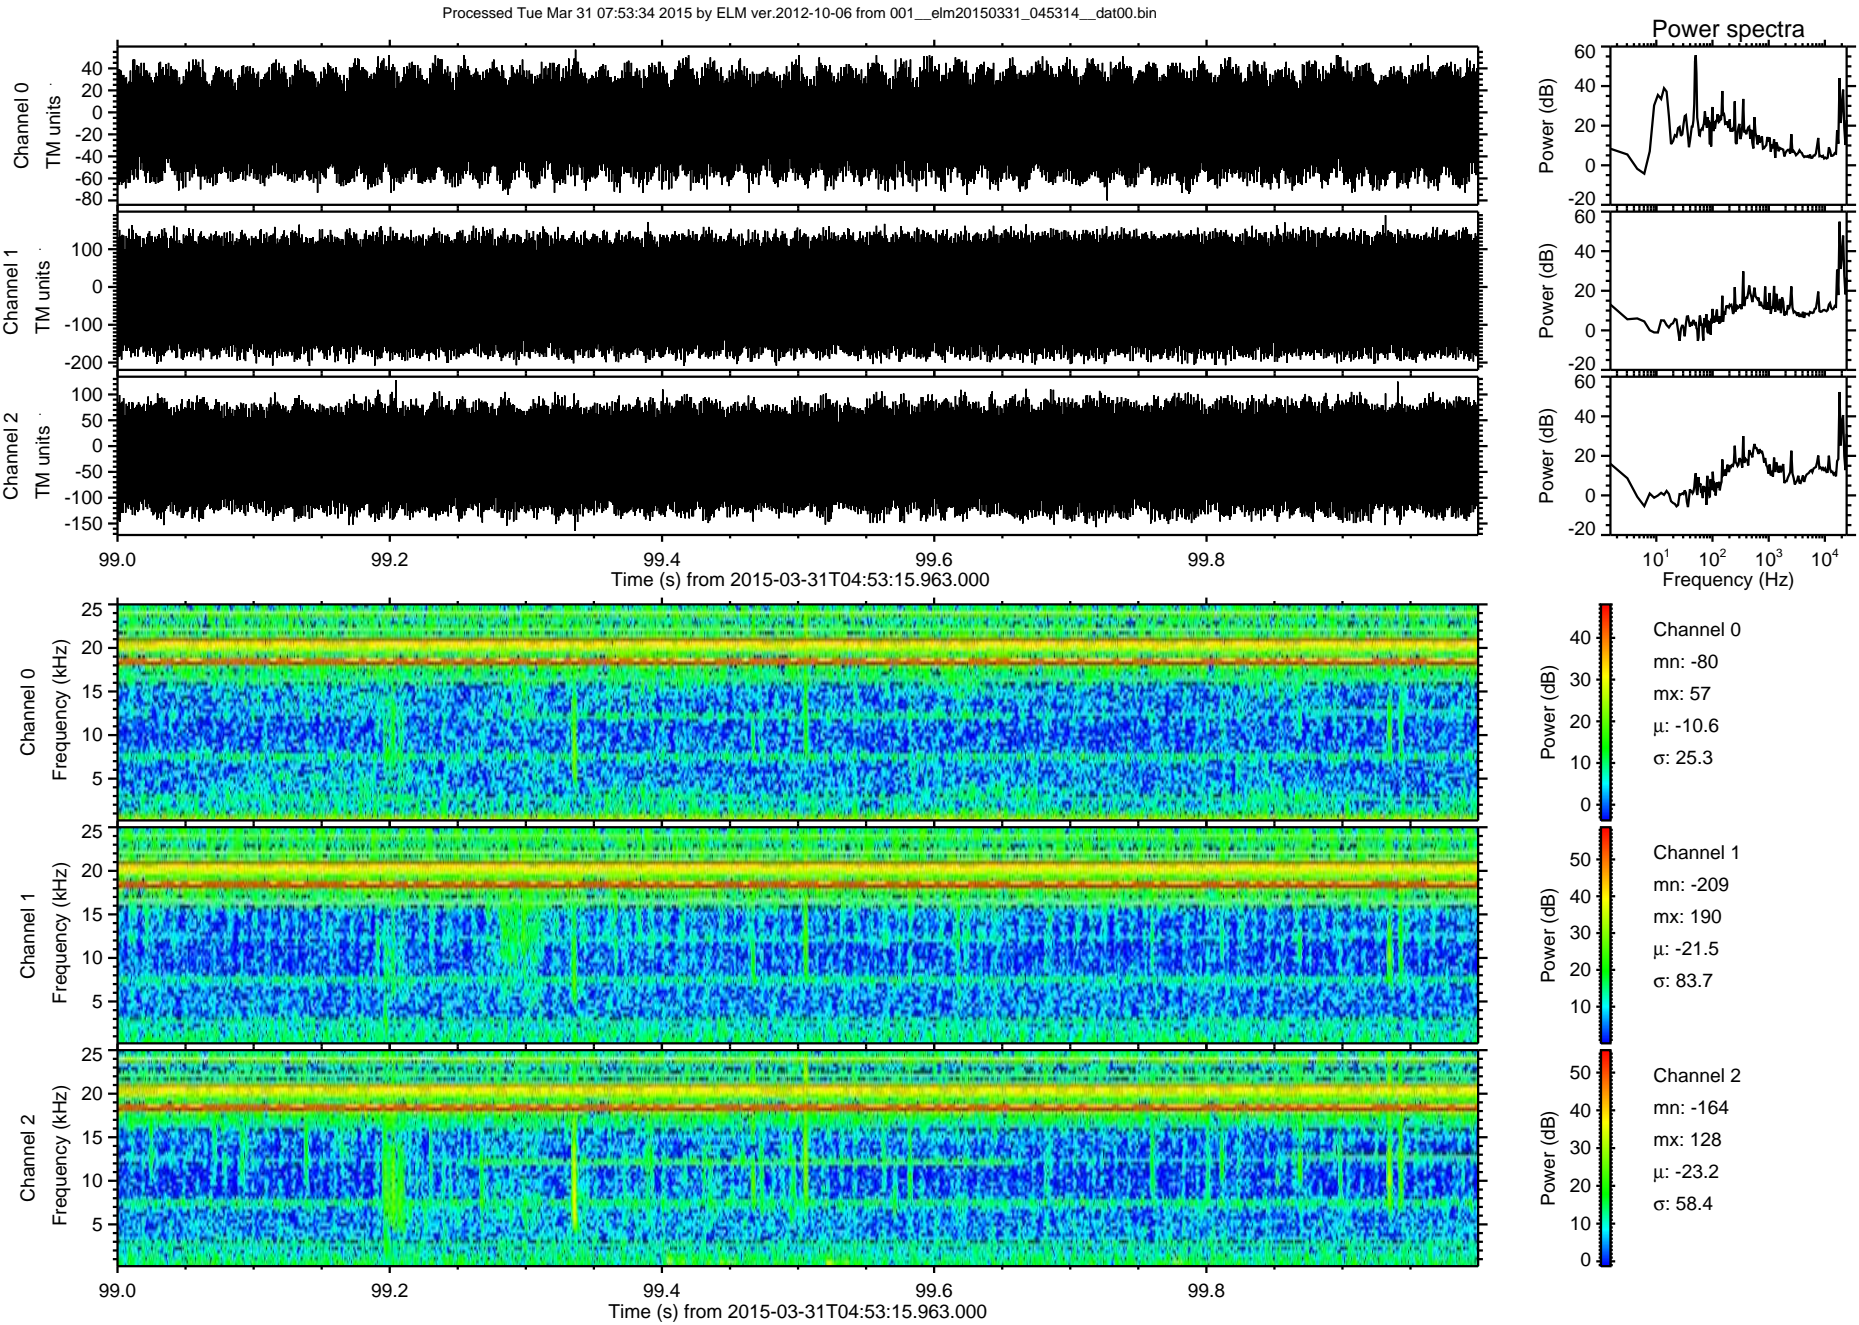 Processed Tue Mar 31 07:53:34 2015 by ELM ver.2012-10-06 from 001__elm20150331_045314__dat00.bin
Power spectra
Channel 0
TM units
40
20
0
-20
-40
-60
-80
Power (dB)
60
40
20
0
-20
Channel 1
TM units
100
0
-100
-200
Power (dB)
60
40
20
0
-20
Channel 2
TM units
100
50
0
-50
-100
-150
Power (dB)
60
40
20
0
-20
99.0 99.2 99.4 99.6 99.8
Time (s) from 2015-03-31T04:53:15.963.000
10^1 10^2 10^3 10^4
Frequency (Hz)
Channel 0
Frequency (kHz)
25
20
15
10
5
Power (dB)
40
30
20
10
0
Channel 0
mn: -80
mx: 57
μ: -10.6
σ: 25.3
Channel 1
Frequency (kHz)
25
20
15
10
5
Power (dB)
50
40
30
20
10
Channel 1
mn: -209
mx: 190
μ: -21.5
σ: 83.7
Channel 2
Frequency (kHz)
25
20
15
10
5
Power (dB)
50
40
30
20
10
0
Channel 2
mn: -164
mx: 128
μ: -23.2
σ: 58.4
99.0 99.2 99.4 99.6 99.8
Time (s) from 2015-03-31T04:53:15.963.000